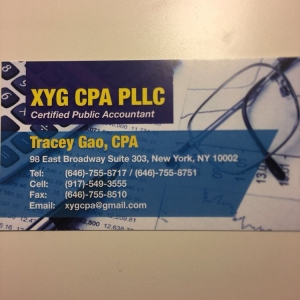 XYG CPA PLLC
Certified Public Accountant
Tracey Gao, CPA
98 East Broadway Suite 303, New York, NY 10002
Tel: (646)-755-8717 / (646)-755-8751
Cell: (917)-549-3555
Fax: (646)-755-8510
Email: xygcpa@gmail.com